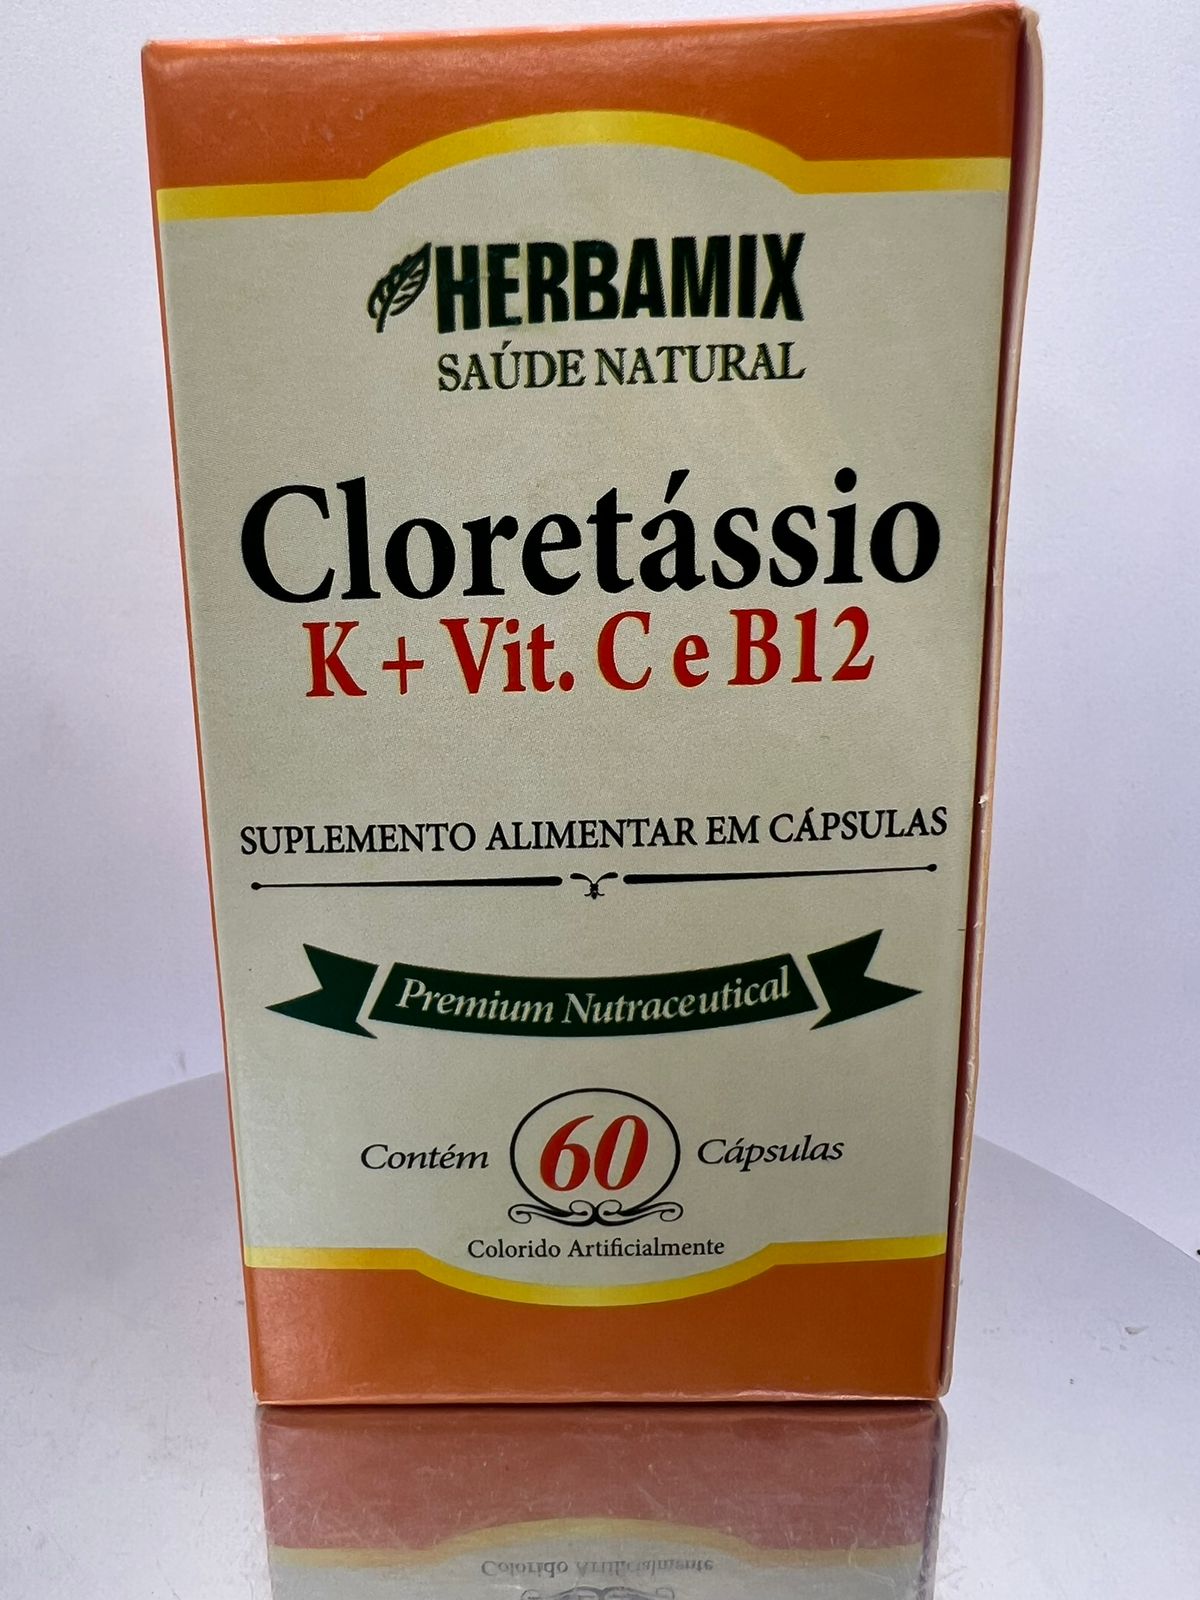 HERBAMIX
SAÚDE NATURAL
Cloretássio
K + Vit. C e B12
SUPLEMENTO ALIMENTAR EM CÁPSULAS
Premium Nutraceutical
Contém 60 Cápsulas
Colorido Artificialmente